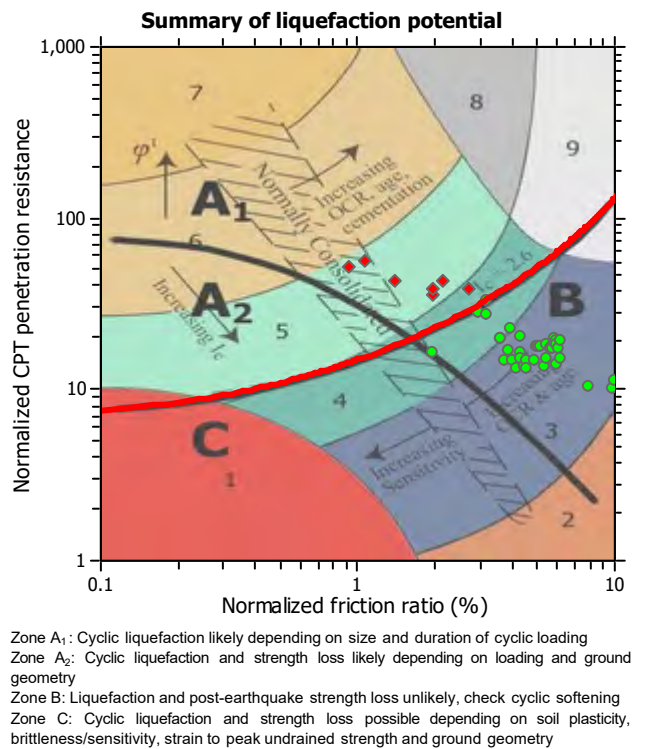 Summary of liquefaction potential
1,000
100
10
1
Normalized CPT penetration resistance
7
8
9
φ'
Increasing
OCR, age,
cementation
Normally Consolidated
A1
6
A2
Increasing Ic
5
Ic = 2.6
B
4
Increasing
OCR & age
3
C
Increasing
Sensitivity
1
2
0.1
1
10
Normalized friction ratio (%)
Zone A1: Cyclic liquefaction likely depending on size and duration of cyclic loading
Zone A2: Cyclic liquefaction and strength loss likely depending on loading and ground
geometry
Zone B: Liquefaction and post-earthquake strength loss unlikely, check cyclic softening
Zone C: Cyclic liquefaction and strength loss possible depending on soil plasticity,
brittleness/sensitivity, strain to peak undrained strength and ground geometry